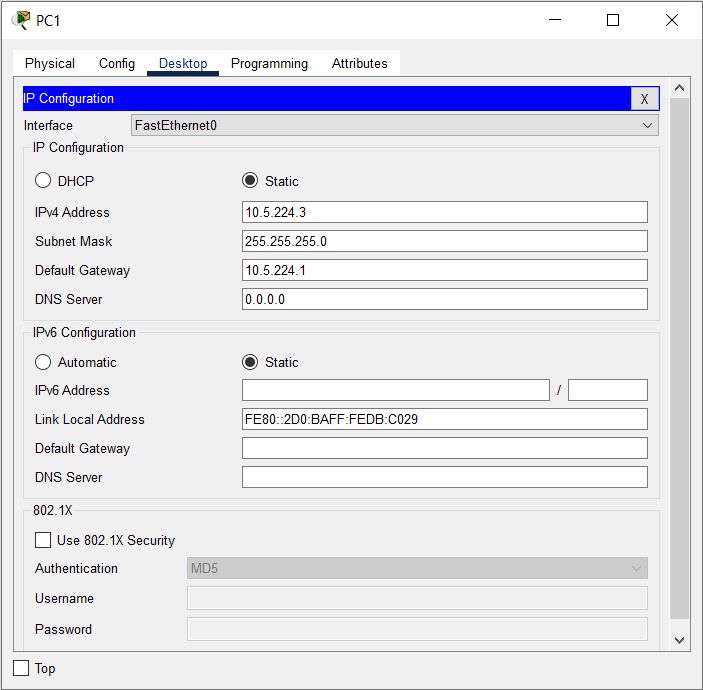 PC1
Physical Config Desktop Programming Attributes
IP Configuration X
Interface FastEthernet0
IP Configuration
DHCP Static
IPv4 Address 10.5.224.3
Subnet Mask 255.255.255.0
Default Gateway 10.5.224.1
DNS Server 0.0.0.0
IPv6 Configuration
Automatic Static
IPv6 Address /
Link Local Address FE80::2D0:BAFF:FEDB:C029
Default Gateway
DNS Server
802.1X
Use 802.1X Security
Authentication MD5
Username
Password
Top